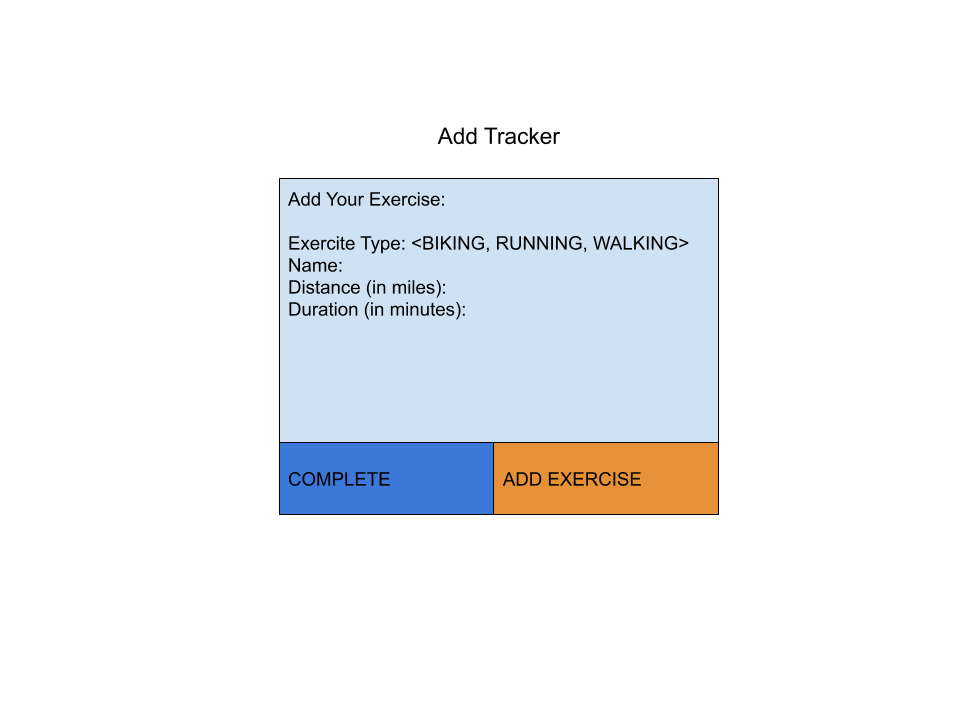 Add Tracker
Add Your Exercise:
Exercite Type: <BIKING, RUNNING, WALKING>
Name:
Distance (in miles):
Duration (in minutes):
COMPLETE
ADD EXERCISE